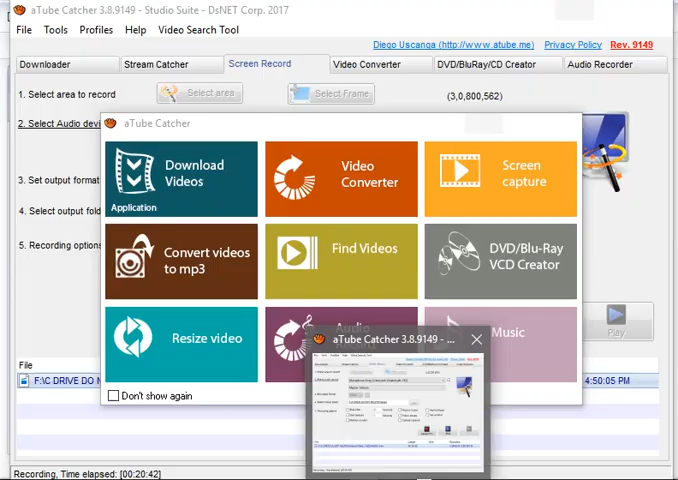 aTube Catcher 3.8.9149 - Studio Suite - DsNET Corp. 2017
File Tools Profiles Help Video Search Tool
Diego Uscanga (http://www.atube.me) Privacy Policy Rev. 9149
Downloader Stream Catcher Screen Record Video Converter DVD/BluRay/CD Creator Audio Recorder
1. Select area to record Select area Select Frame (3,0,800,562)
2. Select Audio devi
aTube Catcher
Download Videos
Application
Video Converter
Screen capture
3. Set output format
4. Select output fold
5. Recording options
Convert videos to mp3
Find Videos
DVD/Blu-Ray VCD Creator
Resize video
Audio
Music
Play
aTube Catcher 3.8.9149 - ...
File
F:\C DRIVE DO N
4:50:05 PM
Don't show again
Recording, Time elapsed: [00:20:42]